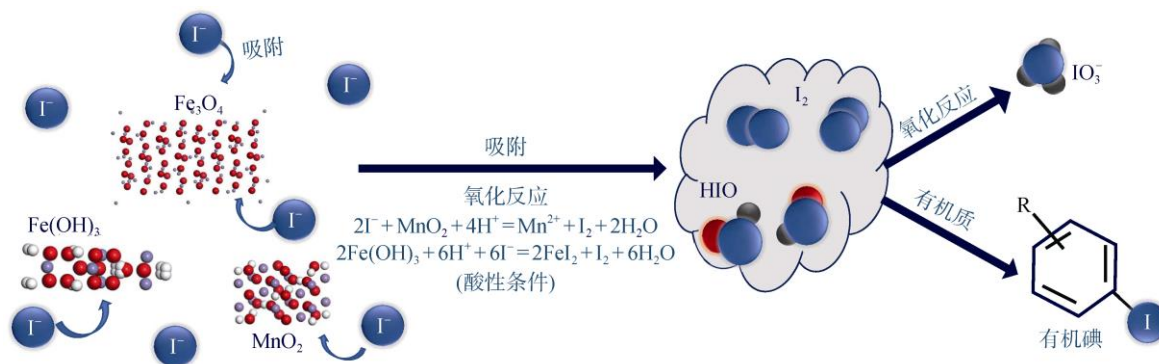 I⁻
吸附
I⁻
I⁻
Fe₃O₄
I⁻
Fe(OH)₃
I⁻
I⁻
MnO₂
I⁻
吸附
氧化反应
2I⁻+MnO₂+4H⁺=Mn²⁺+I₂+2H₂O
2Fe(OH)₃+6H⁺+6I⁻=2FeI₂+I₂+6H₂O
(酸性条件)
I₂
HIO
氧化反应
IO₃⁻
有机质
R
I
有机碘